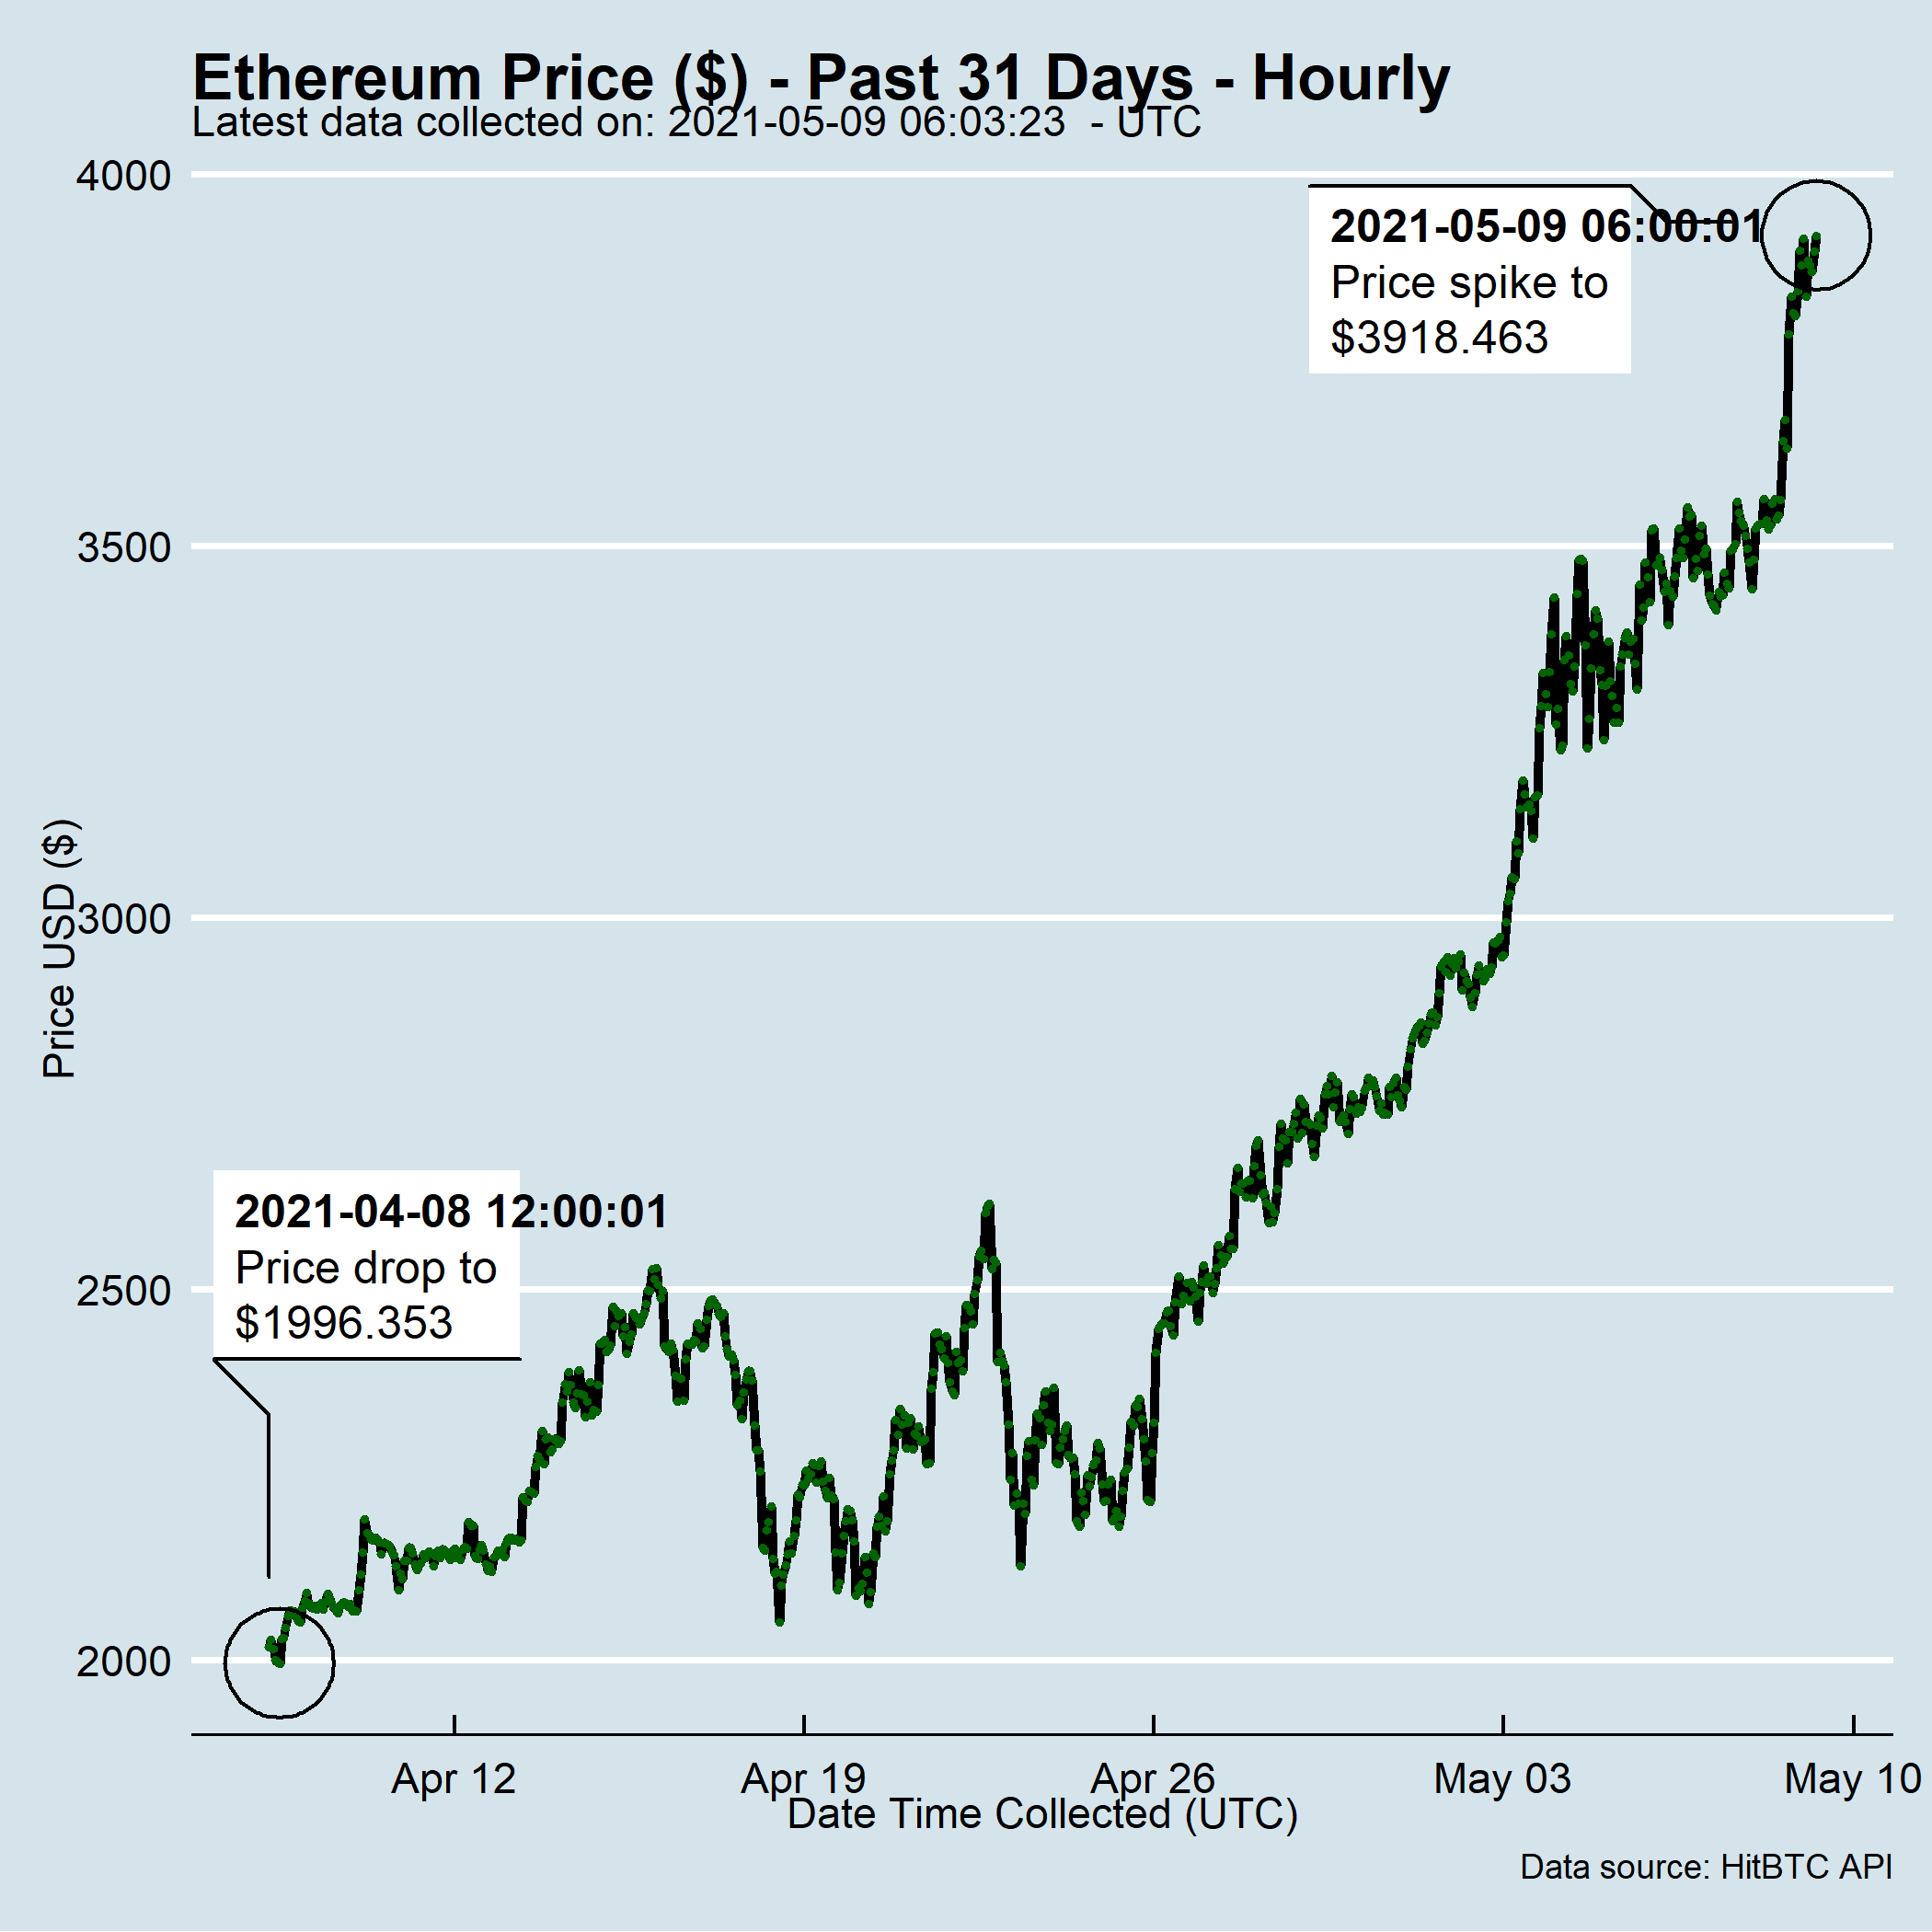 Ethereum Price ($) - Past 31 Days - Hourly
Latest data collected on: 2021-05-09 06:03:23  - UTC
4000
2021-05-09 06:00:01
Price spike to
$3918.463
3500
Price USD ($)
3000
2021-04-08 12:00:01
Price drop to
$1996.353
2500
2000
Apr 12 Apr 19 Apr 26 May 03 May 10
Date Time Collected (UTC)
Data source: HitBTC API